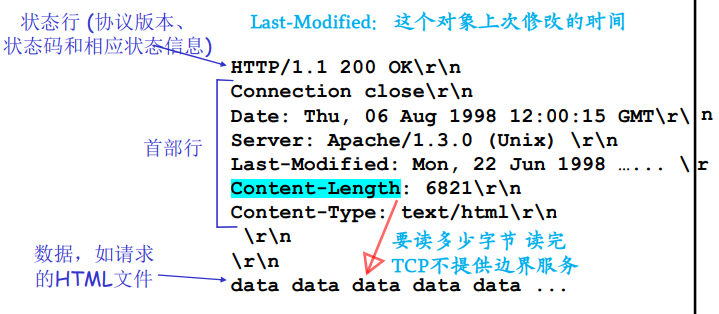 状态行 (协议版本、
状态码和相应状态信息)
Last-Modified: 这个对象上次修改的时间
HTTP/1.1 200 OK\r\n
Connection close\r\n
Date: Thu, 06 Aug 1998 12:00:15 GMT\r\n
Server: Apache/1.3.0 (Unix) \r\n
首部行
Last-Modified: Mon, 22 Jun 1998 …... \r
Content-Length: 6821\r\n
Content-Type: text/html\r\n
\r\n
\r\n
数据, 如请求
的HTML文件
要读多少字节 读完
TCP不提供边界服务
data data data data data ...